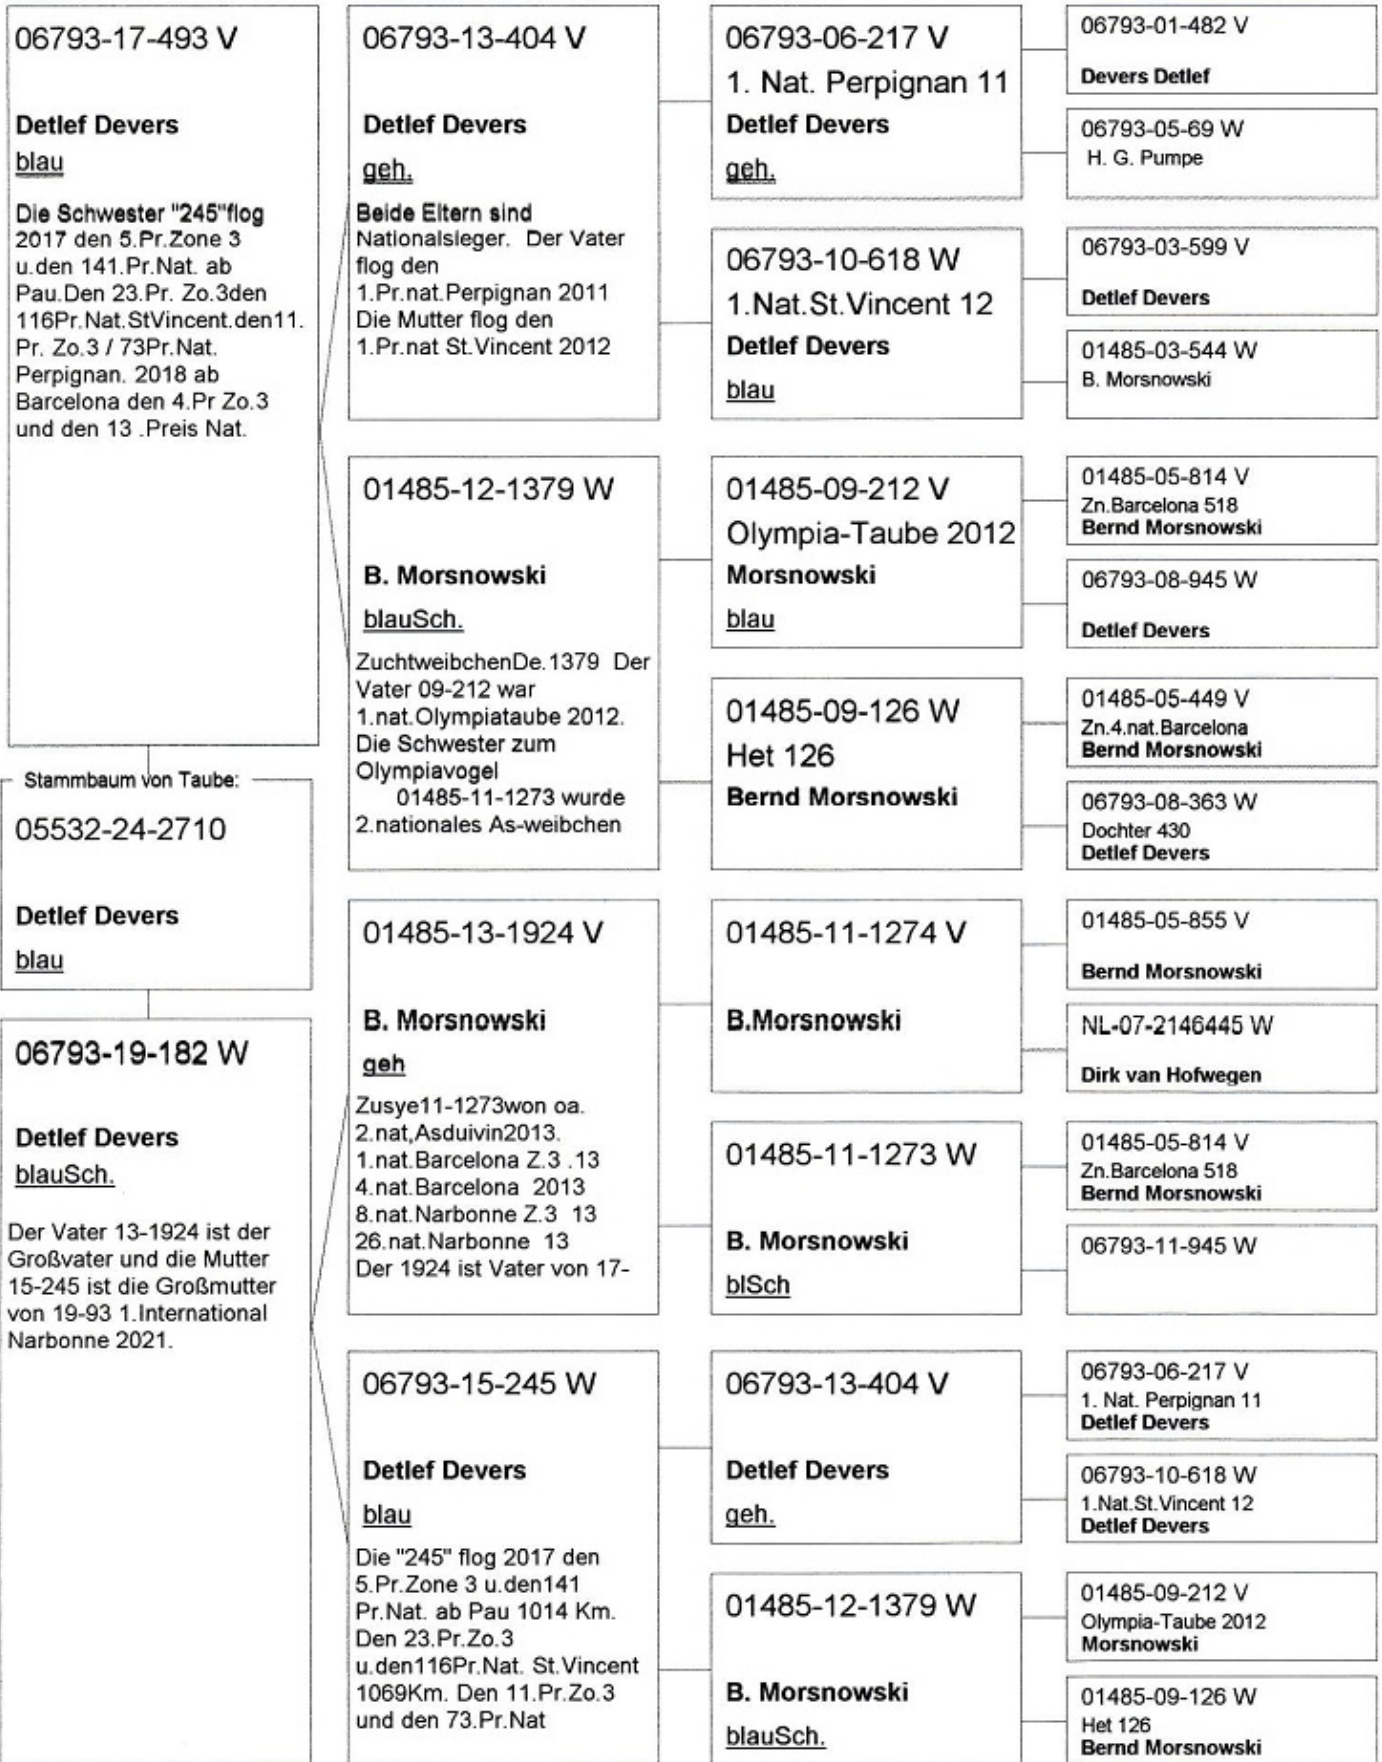 06793-17-493 V
Detlef Devers
blau
Die Schwester "245"flog
2017 den 5.Pr.Zone 3
u.den 141.Pr.Nat. ab
Pau.Den 23.Pr. Zo.3den
116Pr.Nat.StVincent.den11.
Pr. Zo.3 / 73Pr.Nat.
Perpignan. 2018 ab
Barcelona den 4.Pr Zo.3
und den 13 .Preis Nat.
Stammbaum von Taube:
05532-24-2710
Detlef Devers
blau
06793-19-182 W
Detlef Devers
blauSch.
Der Vater 13-1924 ist der
Großvater und die Mutter
15-245 ist die Großmutter
von 19-93 1.International
Narbonne 2021.
06793-13-404 V
Detlef Devers
geh.
Beide Eltern sind
Nationalsieger. Der Vater
flog den
1.Pr.nat.Perpignan 2011
Die Mutter flog den
1.Pr.nat St.Vincent 2012
01485-12-1379 W
B. Morsnowski
blauSch.
ZuchtweibchenDe.1379 Der
Vater 09-212 war
1.nat.Olympiataube 2012.
Die Schwester zum
Olympiavogel
01485-11-1273 wurde
2.nationales As-weibchen
01485-13-1924 V
B. Morsnowski
geh
Zusye11-1273won oa.
2.nat,Asduivin2013.
1.nat.Barcelona Z.3 .13
4.nat.Barcelona 2013
8.nat.Narbonne Z.3 13
26.nat.Narbonne 13
Der 1924 ist Vater von 17-
06793-15-245 W
Detlef Devers
blau
Die "245" flog 2017 den
5.Pr.Zone 3 u.den141
Pr.Nat. ab Pau 1014 Km.
Den 23.Pr.Zo.3
u.den116Pr.Nat. St.Vincent
1069Km. Den 11.Pr.Zo.3
und den 73.Pr.Nat
06793-06-217 V
1. Nat. Perpignan 11
Detlef Devers
geh.
06793-10-618 W
1.Nat.St.Vincent 12
Detlef Devers
blau
01485-09-212 V
Olympia-Taube 2012
Morsnowski
blau
01485-09-126 W
Het 126
Bernd Morsnowski
01485-11-1274 V
B.Morsnowski
01485-11-1273 W
B. Morsnowski
blSch
06793-13-404 V
Detlef Devers
geh.
01485-12-1379 W
B. Morsnowski
blauSch.
06793-01-482 V
Devers Detlef
06793-05-69 W
H. G. Pumpe
06793-03-599 V
Detlef Devers
01485-03-544 W
B. Morsnowski
01485-05-814 V
Zn.Barcelona 518
Bernd Morsnowski
06793-08-945 W
Detlef Devers
01485-05-449 V
Zn.4.nat.Barcelona
Bernd Morsnowski
06793-08-363 W
Dochter 430
Detlef Devers
01485-05-855 V
Bernd Morsnowski
NL-07-2146445 W
Dirk van Hofwegen
01485-05-814 V
Zn.Barcelona 518
Bernd Morsnowski
06793-11-945 W
06793-06-217 V
1. Nat. Perpignan 11
Detlef Devers
06793-10-618 W
1.Nat.St.Vincent 12
Detlef Devers
01485-09-212 V
Olympia-Taube 2012
Morsnowski
01485-09-126 W
Het 126
Bernd Morsnowski